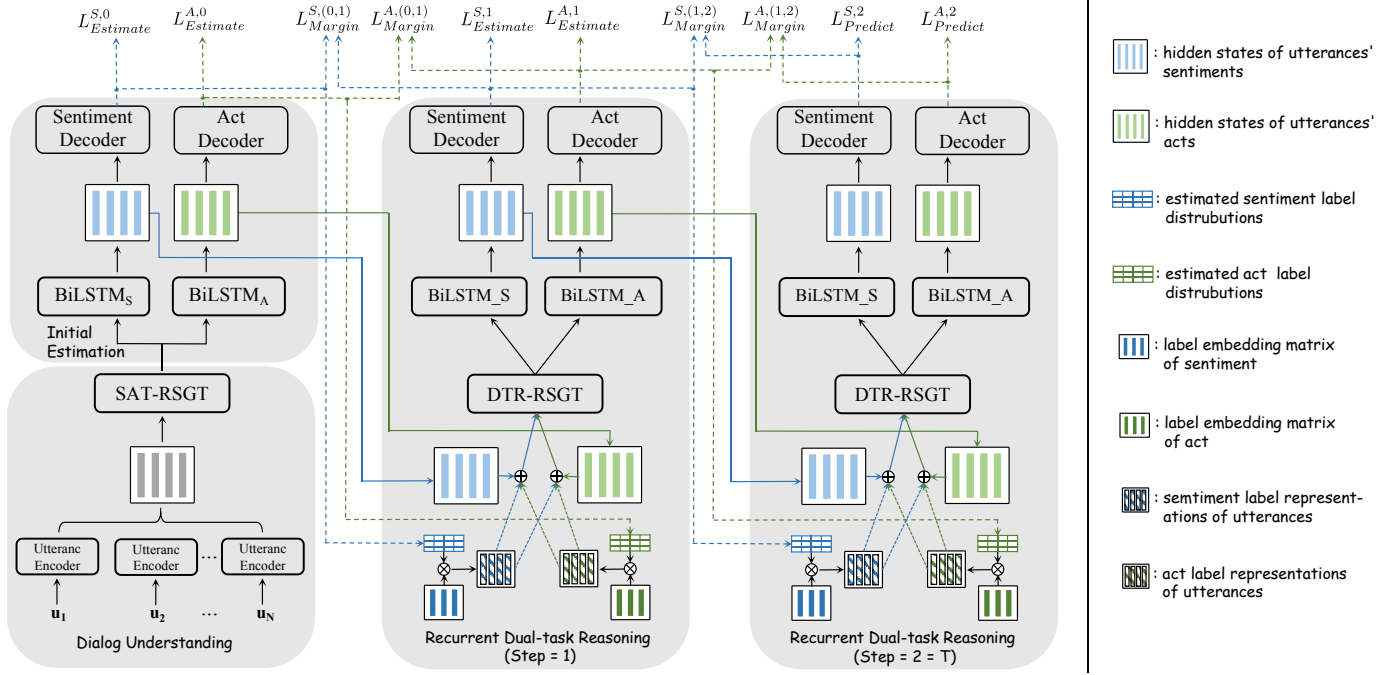 L^{S,0}_{Estimate}
L^{A,0}_{Estimate}
L^{S,(0,1)}_{Margin}
L^{A,(0,1)}_{Margin}
L^{S,1}_{Estimate}
L^{A,1}_{Estimate}
L^{S,(1,2)}_{Margin}
L^{A,(1,2)}_{Margin}
L^{S,2}_{Predict}
L^{A,2}_{Predict}
Sentiment
Decoder
Act
Decoder
BiLSTM_S
BiLSTM_A
Initial
Estimation
SAT-RSGT
Utteranc
Encoder
Utteranc
Encoder
...
Utteranc
Encoder
u_1
u_2
...
u_N
Dialog Understanding
Sentiment
Decoder
Act
Decoder
BiLSTM_S
BiLSTM_A
DTR-RSGT
Recurrent Dual-task Reasoning
(Step = 1)
Sentiment
Decoder
Act
Decoder
BiLSTM_S
BiLSTM_A
DTR-RSGT
Recurrent Dual-task Reasoning
(Step = 2 = T)
: hidden states of utterances'
sentiments
: hidden states of utterances'
acts
: estimated sentiment label
distrubutions
: estimated act label
distrubutions
: label embedding matrix
of sentiment
: label embedding matrix
of act
: semtiment label represent-
ations of utterances
: act label representations
of utterances